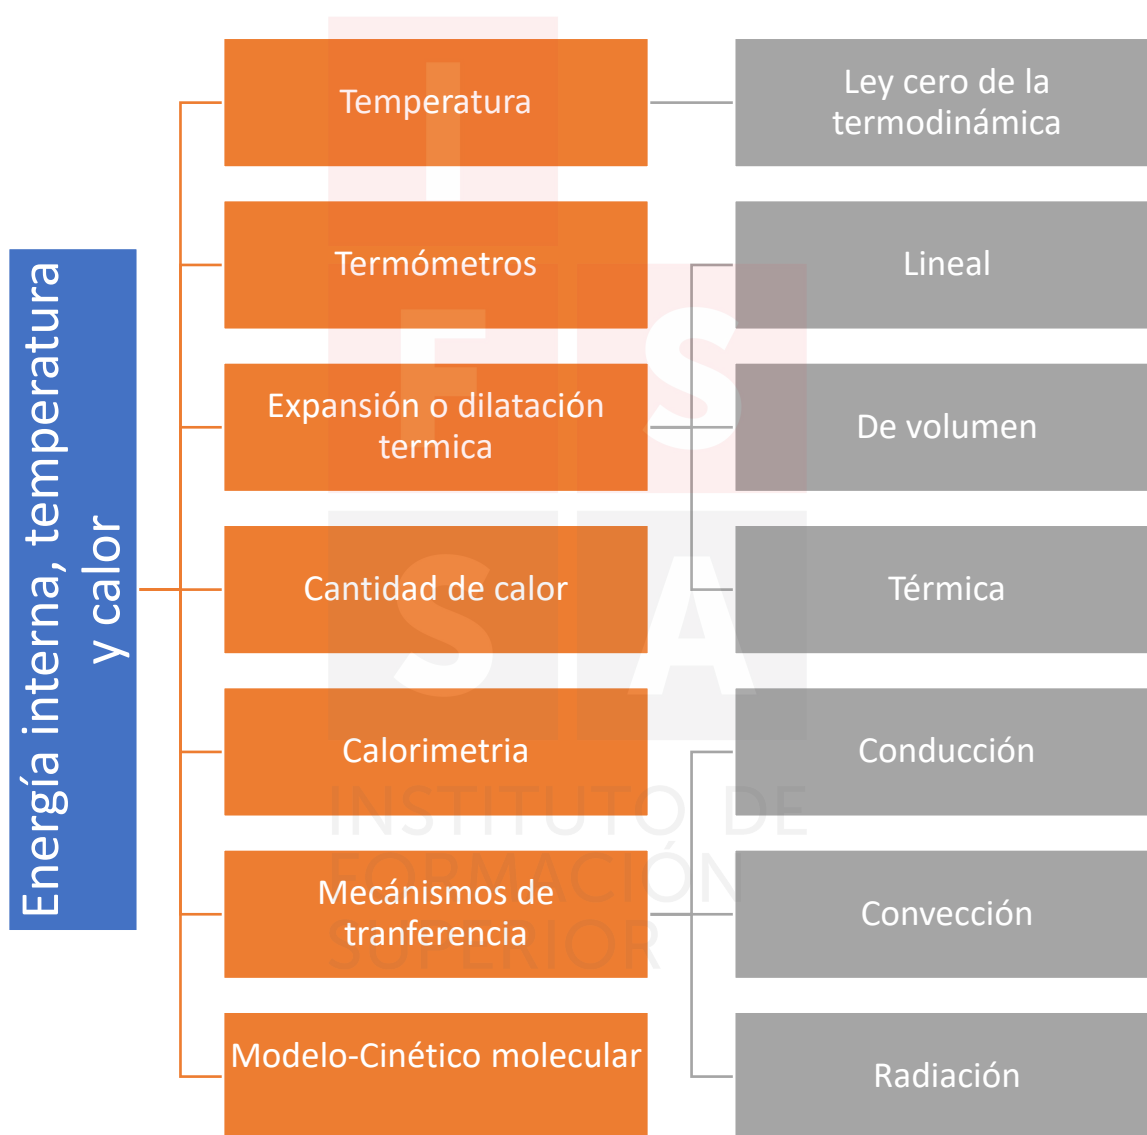 Energía interna, temperatura
y calor
Temperatura
Ley cero de la
termodinámica
Termómetros
Lineal
Expansión o dilatación
termica
De volumen
Cantidad de calor
Térmica
Calorimetria
Conducción
Mecánismos de
tranferencia
Convección
Modelo-Cinético molecular
Radiación
I
F S
S A
INSTITUTO DE
FORMACIÓN
SUPERIOR